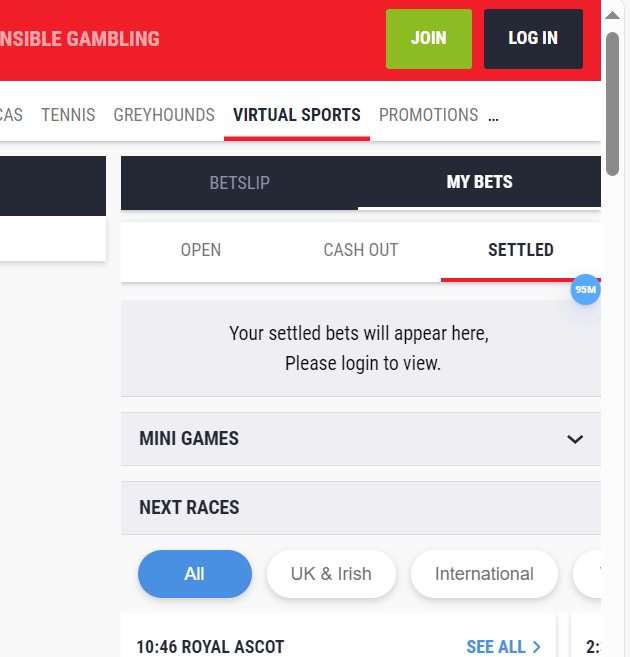 NSIBLE GAMBLING JOIN LOG IN
CAS TENNIS GREYHOUNDS VIRTUAL SPORTS PROMOTIONS ...
BETSLIP MY BETS
OPEN CASH OUT SETTLED
95M
Your settled bets will appear here,
Please login to view.
MINI GAMES
NEXT RACES
All UK & Irish International
10:46 ROYAL ASCOT SEE ALL 2: